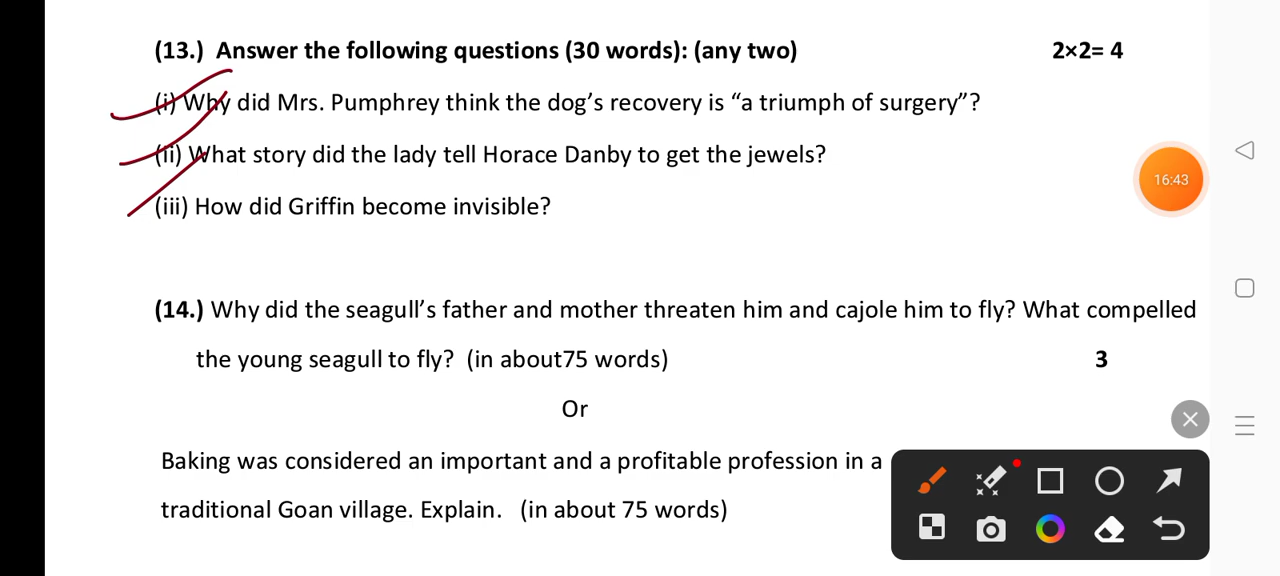 (13.) Answer the following questions (30 words): (any two) 2×2= 4
(i) Why did Mrs. Pumphrey think the dog’s recovery is “a triumph of surgery”?
(ii) What story did the lady tell Horace Danby to get the jewels?
16:43
(iii) How did Griffin become invisible?
(14.) Why did the seagull’s father and mother threaten him and cajole him to fly? What compelled
the young seagull to fly? (in about75 words) 3
Or
Baking was considered an important and a profitable profession in a
traditional Goan village. Explain. (in about 75 words)